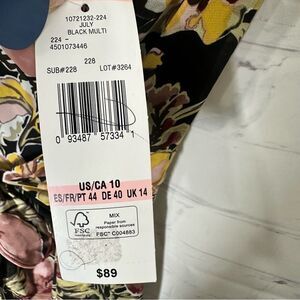 10721232-224
JULY
BLACK MULTI
224 -
4501073446
228
SUB#228 LOT#3264
0 93487 57334 1
US/CA 10
ES/FR/PT 44 DE 40 UK 14
FSC
MIX
Paper from
responsible sources
FSC® C004883
$89